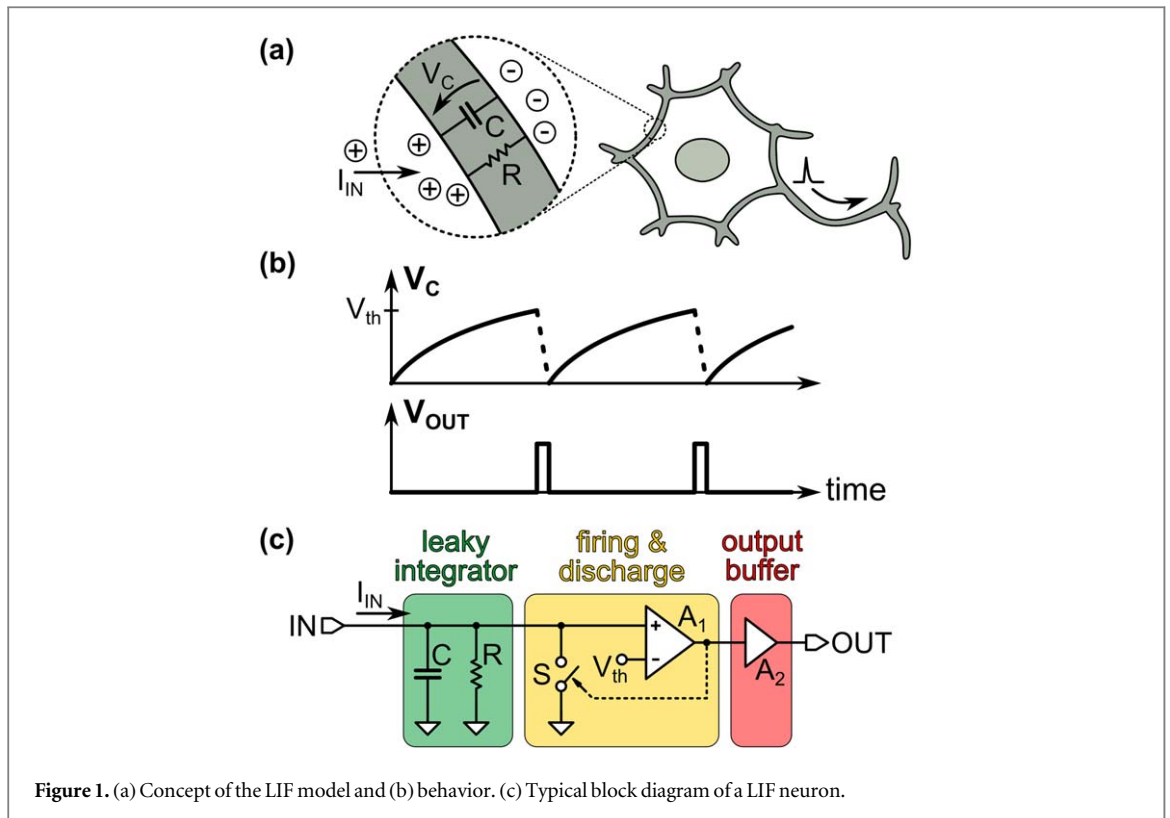 (a)
V_C
C
R
I_IN
+
+
+
+
-
-
-
(b)
V_C
V_th
V_OUT
time
(c)
leaky
integrator
firing &
discharge
output
buffer
I_IN
IN
C
R
S
V_th
+
-
A_1
A_2
OUT
Figure 1. (a) Concept of the LIF model and (b) behavior. (c) Typical block diagram of a LIF neuron.